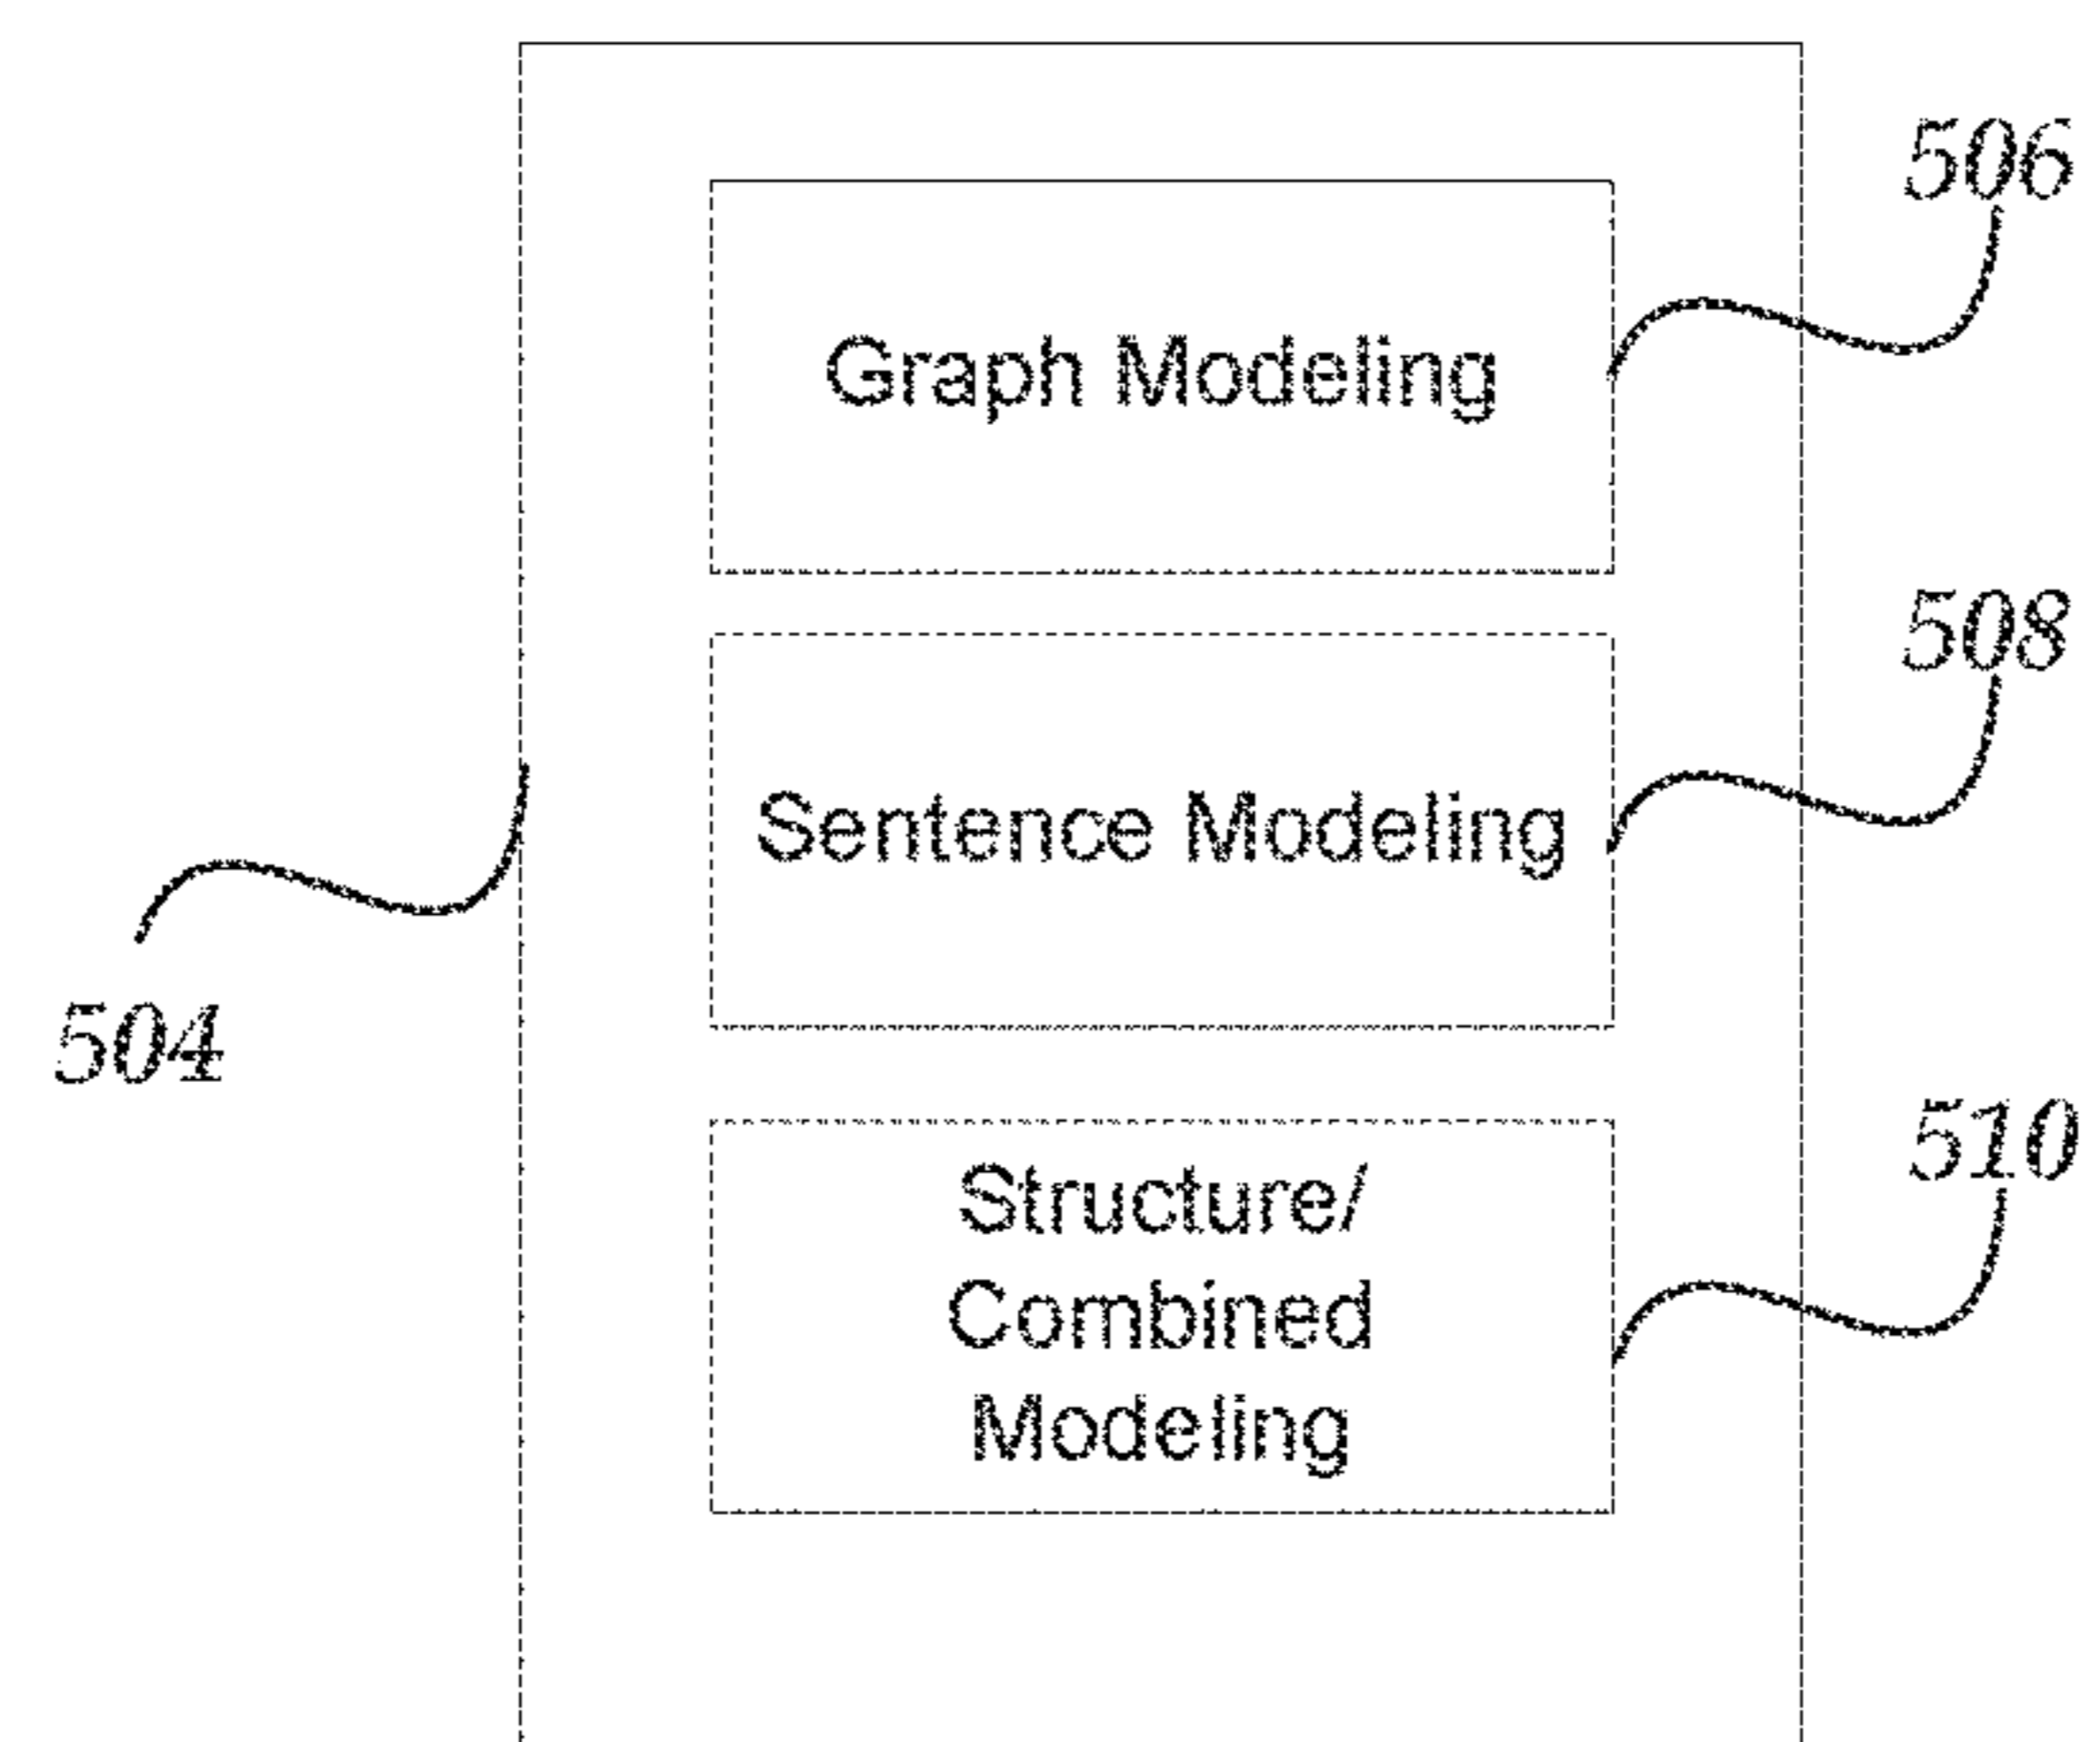 506
Graph Modeling
508
Sentence Modeling
504
510
Structure/
Combined
Modeling